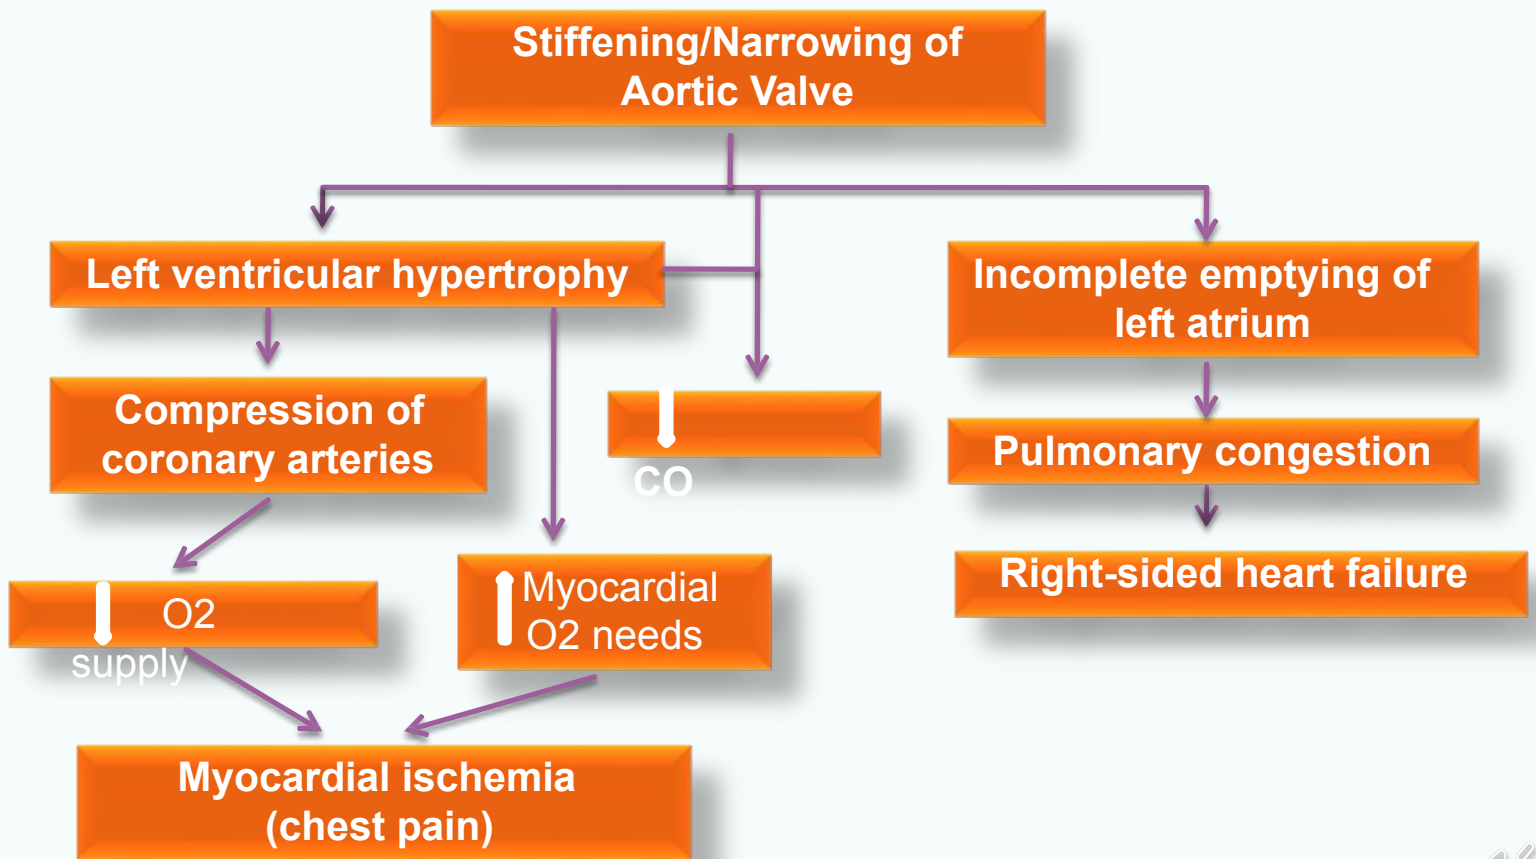 Stiffening/Narrowing of
Aortic Valve
Left ventricular hypertrophy
Incomplete emptying of
left atrium
Compression of
coronary arteries
CO
Pulmonary congestion
O2
supply
Myocardial
O2 needs
Right-sided heart failure
Myocardial ischemia
(chest pain)